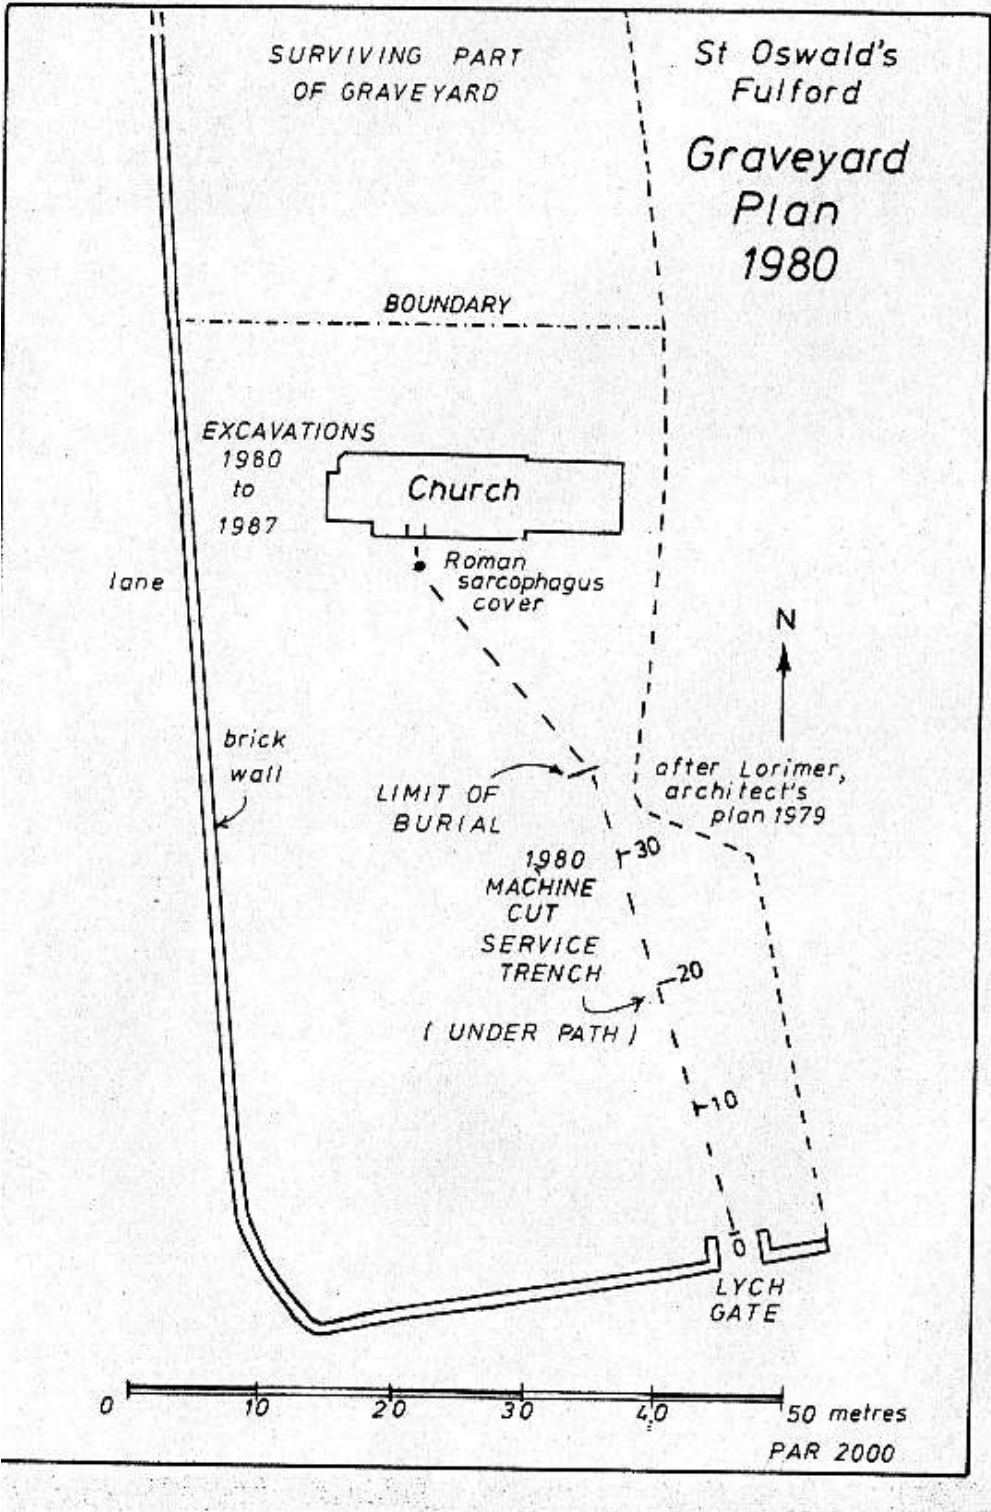 SURVIVING PART
OF GRAVEYARD
St Oswald's
Fulford
Graveyard
Plan
1980
BOUNDARY
EXCAVATIONS
1980
to
1987
Church
Roman
sarcophagus
cover
lane
N
brick
wall
LIMIT OF
BURIAL
after Lorimer,
architect's
plan 1979
30
1980
MACHINE
CUT
SERVICE
TRENCH
20
( UNDER PATH )
10
0
LYCH
GATE
0 10 20 30 40 50 metres
PAR 2000